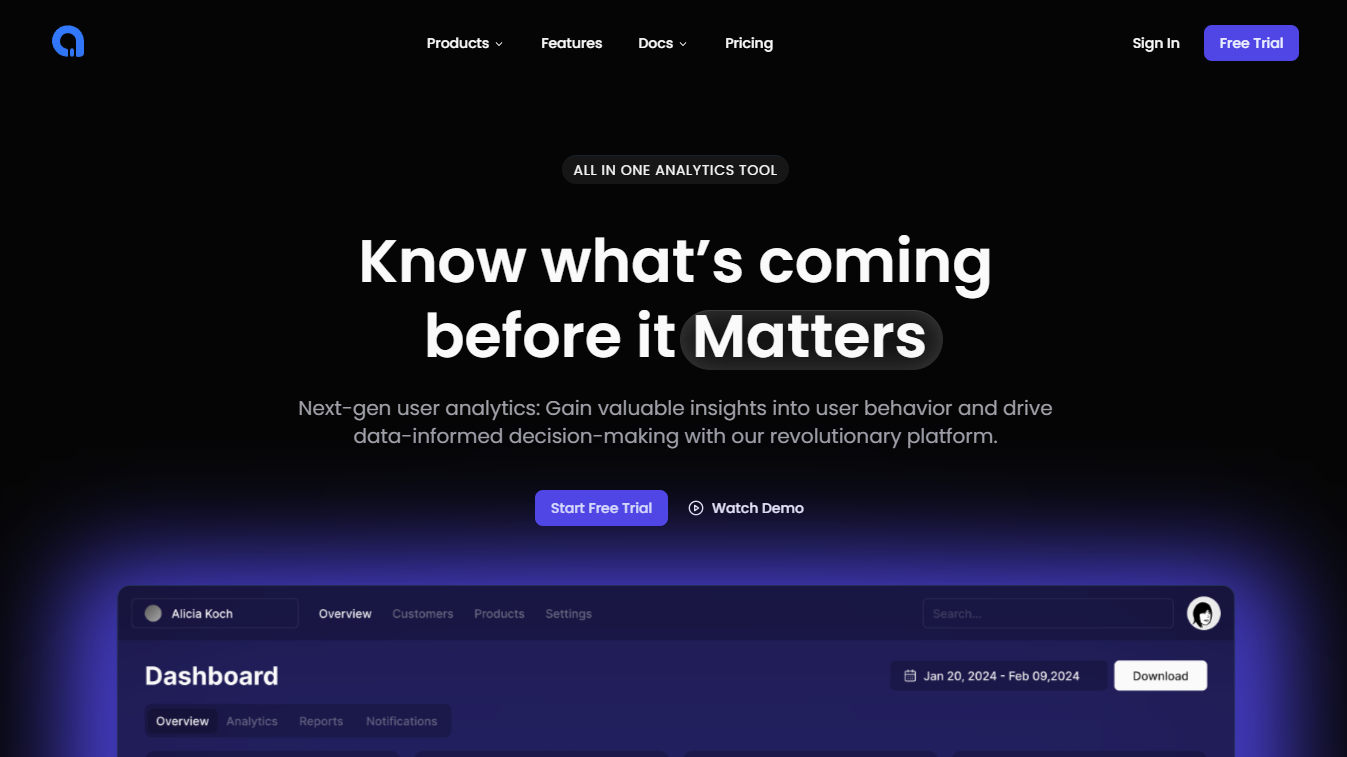 Products Features Docs Pricing Sign In Free Trial
ALL IN ONE ANALYTICS TOOL
Know what’s coming
before it Matters
Next-gen user analytics: Gain valuable insights into user behavior and drive
data-informed decision-making with our revolutionary platform.
Start Free Trial Watch Demo
Alicia Koch Overview Customers Products Settings Search...
Dashboard Jan 20, 2024 - Feb 09,2024 Download
Overview Analytics Reports Notifications